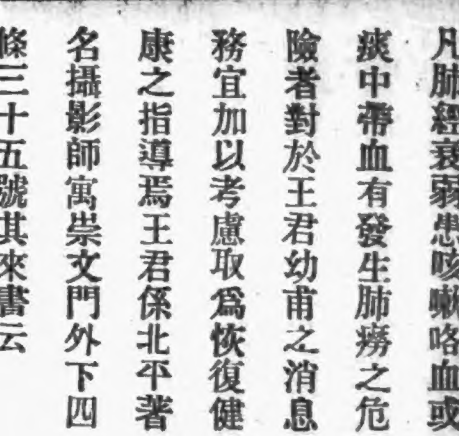 凡肺經衰弱患咳嗽咯血或
痰中帶血有發生肺癆之危
險者對於王君幼甫之消息
務宜加以考慮取爲恢復健
康之指導焉王君係北平著
名攝影師寓崇文門外下四
條三十五號其來書云